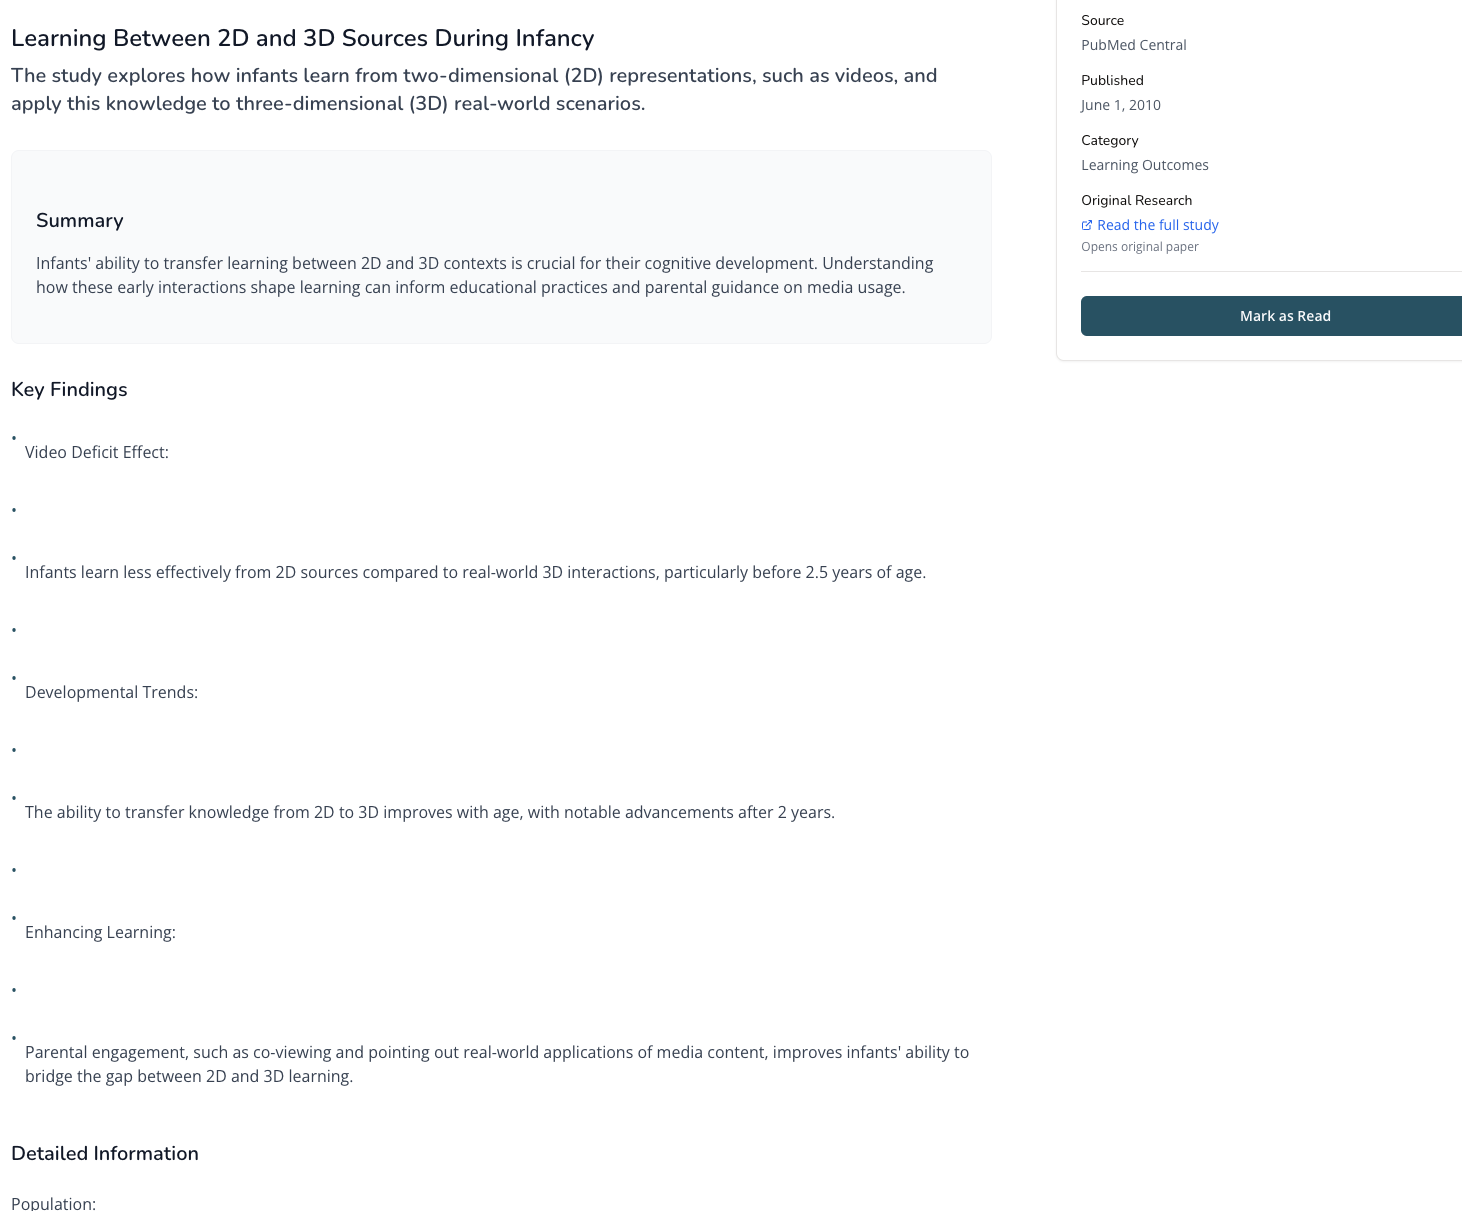 Learning Between 2D and 3D Sources During Infancy
The study explores how infants learn from two-dimensional (2D) representations, such as videos, and
apply this knowledge to three-dimensional (3D) real-world scenarios.
Summary
Infants' ability to transfer learning between 2D and 3D contexts is crucial for their cognitive development. Understanding
how these early interactions shape learning can inform educational practices and parental guidance on media usage.
Key Findings
• Video Deficit Effect:
•
• Infants learn less effectively from 2D sources compared to real-world 3D interactions, particularly before 2.5 years of age.
•
• Developmental Trends:
•
• The ability to transfer knowledge from 2D to 3D improves with age, with notable advancements after 2 years.
•
• Enhancing Learning:
•
• Parental engagement, such as co-viewing and pointing out real-world applications of media content, improves infants' ability to
bridge the gap between 2D and 3D learning.
Detailed Information
Population:
Source
PubMed Central
Published
June 1, 2010
Category
Learning Outcomes
Original Research
Read the full study
Opens original paper
Mark as Read